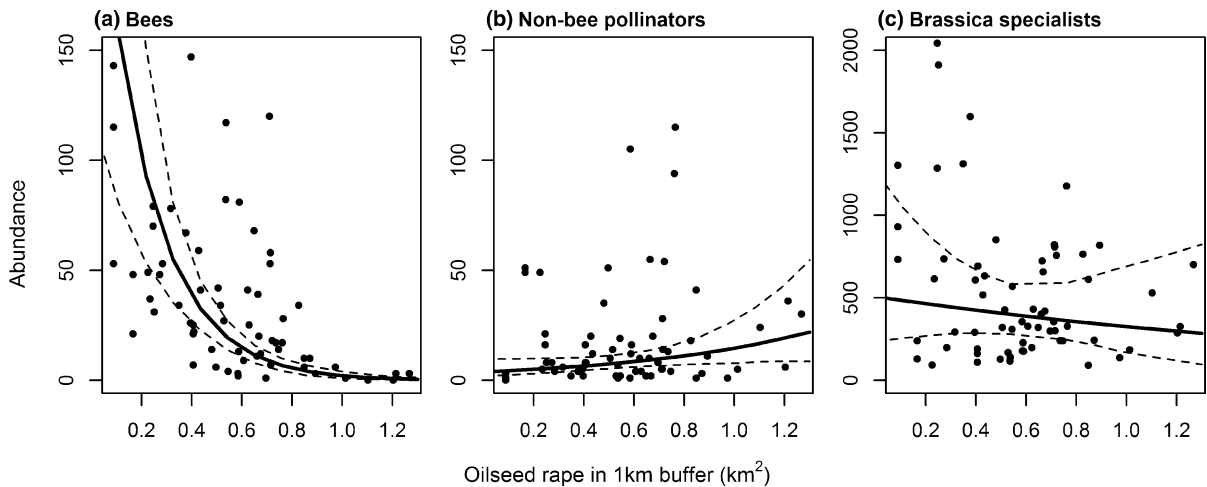 (a) Bees
(b) Non-bee pollinators
(c) Brassica specialists
Abundance
150
100
50
0
150
100
50
0
2000
1500
1000
500
0
0.2 0.4 0.6 0.8 1.0 1.2
0.2 0.4 0.6 0.8 1.0 1.2
0.2 0.4 0.6 0.8 1.0 1.2
Oilseed rape in 1km buffer (km²)